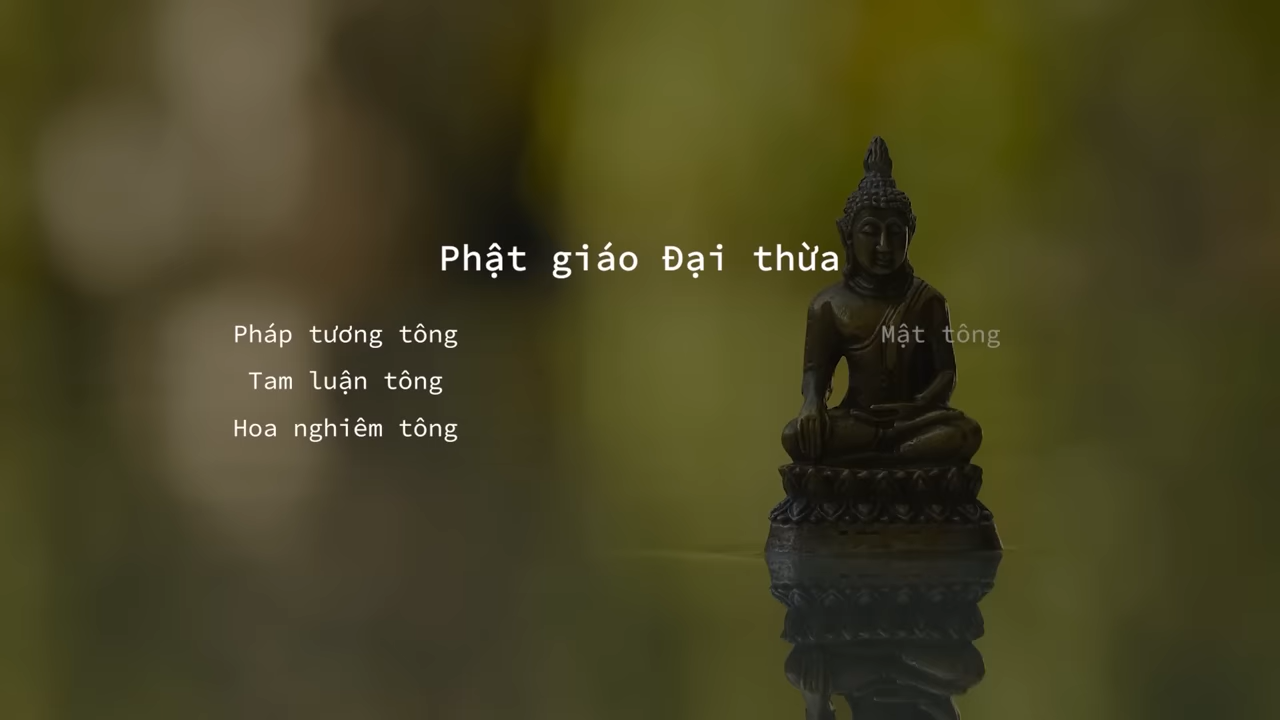 Phật giáo Đại thừa
Pháp tương tông
Mật tông
Tam luận tông
Hoa nghiêm tông